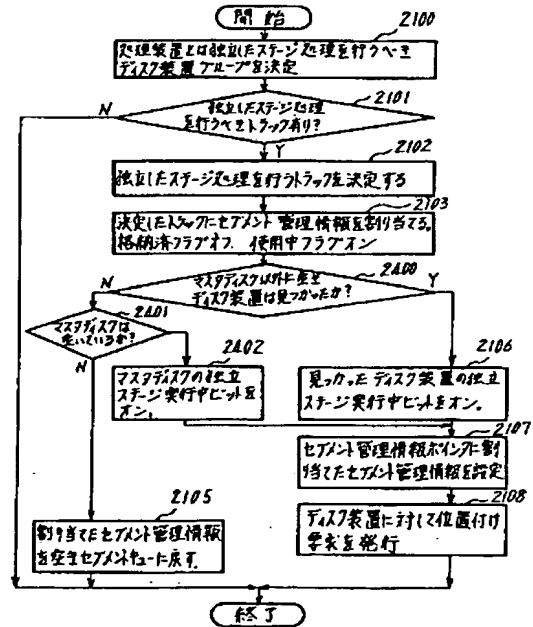 開始
2100
処理装置とは独立したステージ処理を行うべき
ディスク装置グループを決定
2101
N
独立したステージ処理
を行うべきトラック有り?
Y
2102
独立したステージ処理を行うトラックを決定する
2103
決定したトラックにセグメント管理情報を割り当てる。
格納済フラグオフ、使用中フラグオン
2400
N
マスタディスク以外に空き
ディスク装置は見つかったか?
Y
2401
マスタディスクは
空いているか?
N
2402
マスタディスクの独立
ステージ実行中ビットを
オン。
2106
見つかったディスク装置の独立
ステージ実行中ビットをオン。
2107
セグメント管理情報ポインタに割
り当てたセグメント管理情報を設定
2105
割り当てたセグメント管理情報
を空きセグメントキューに戻す。
2108
ディスク装置に対して位置付け
要求を発行
終了